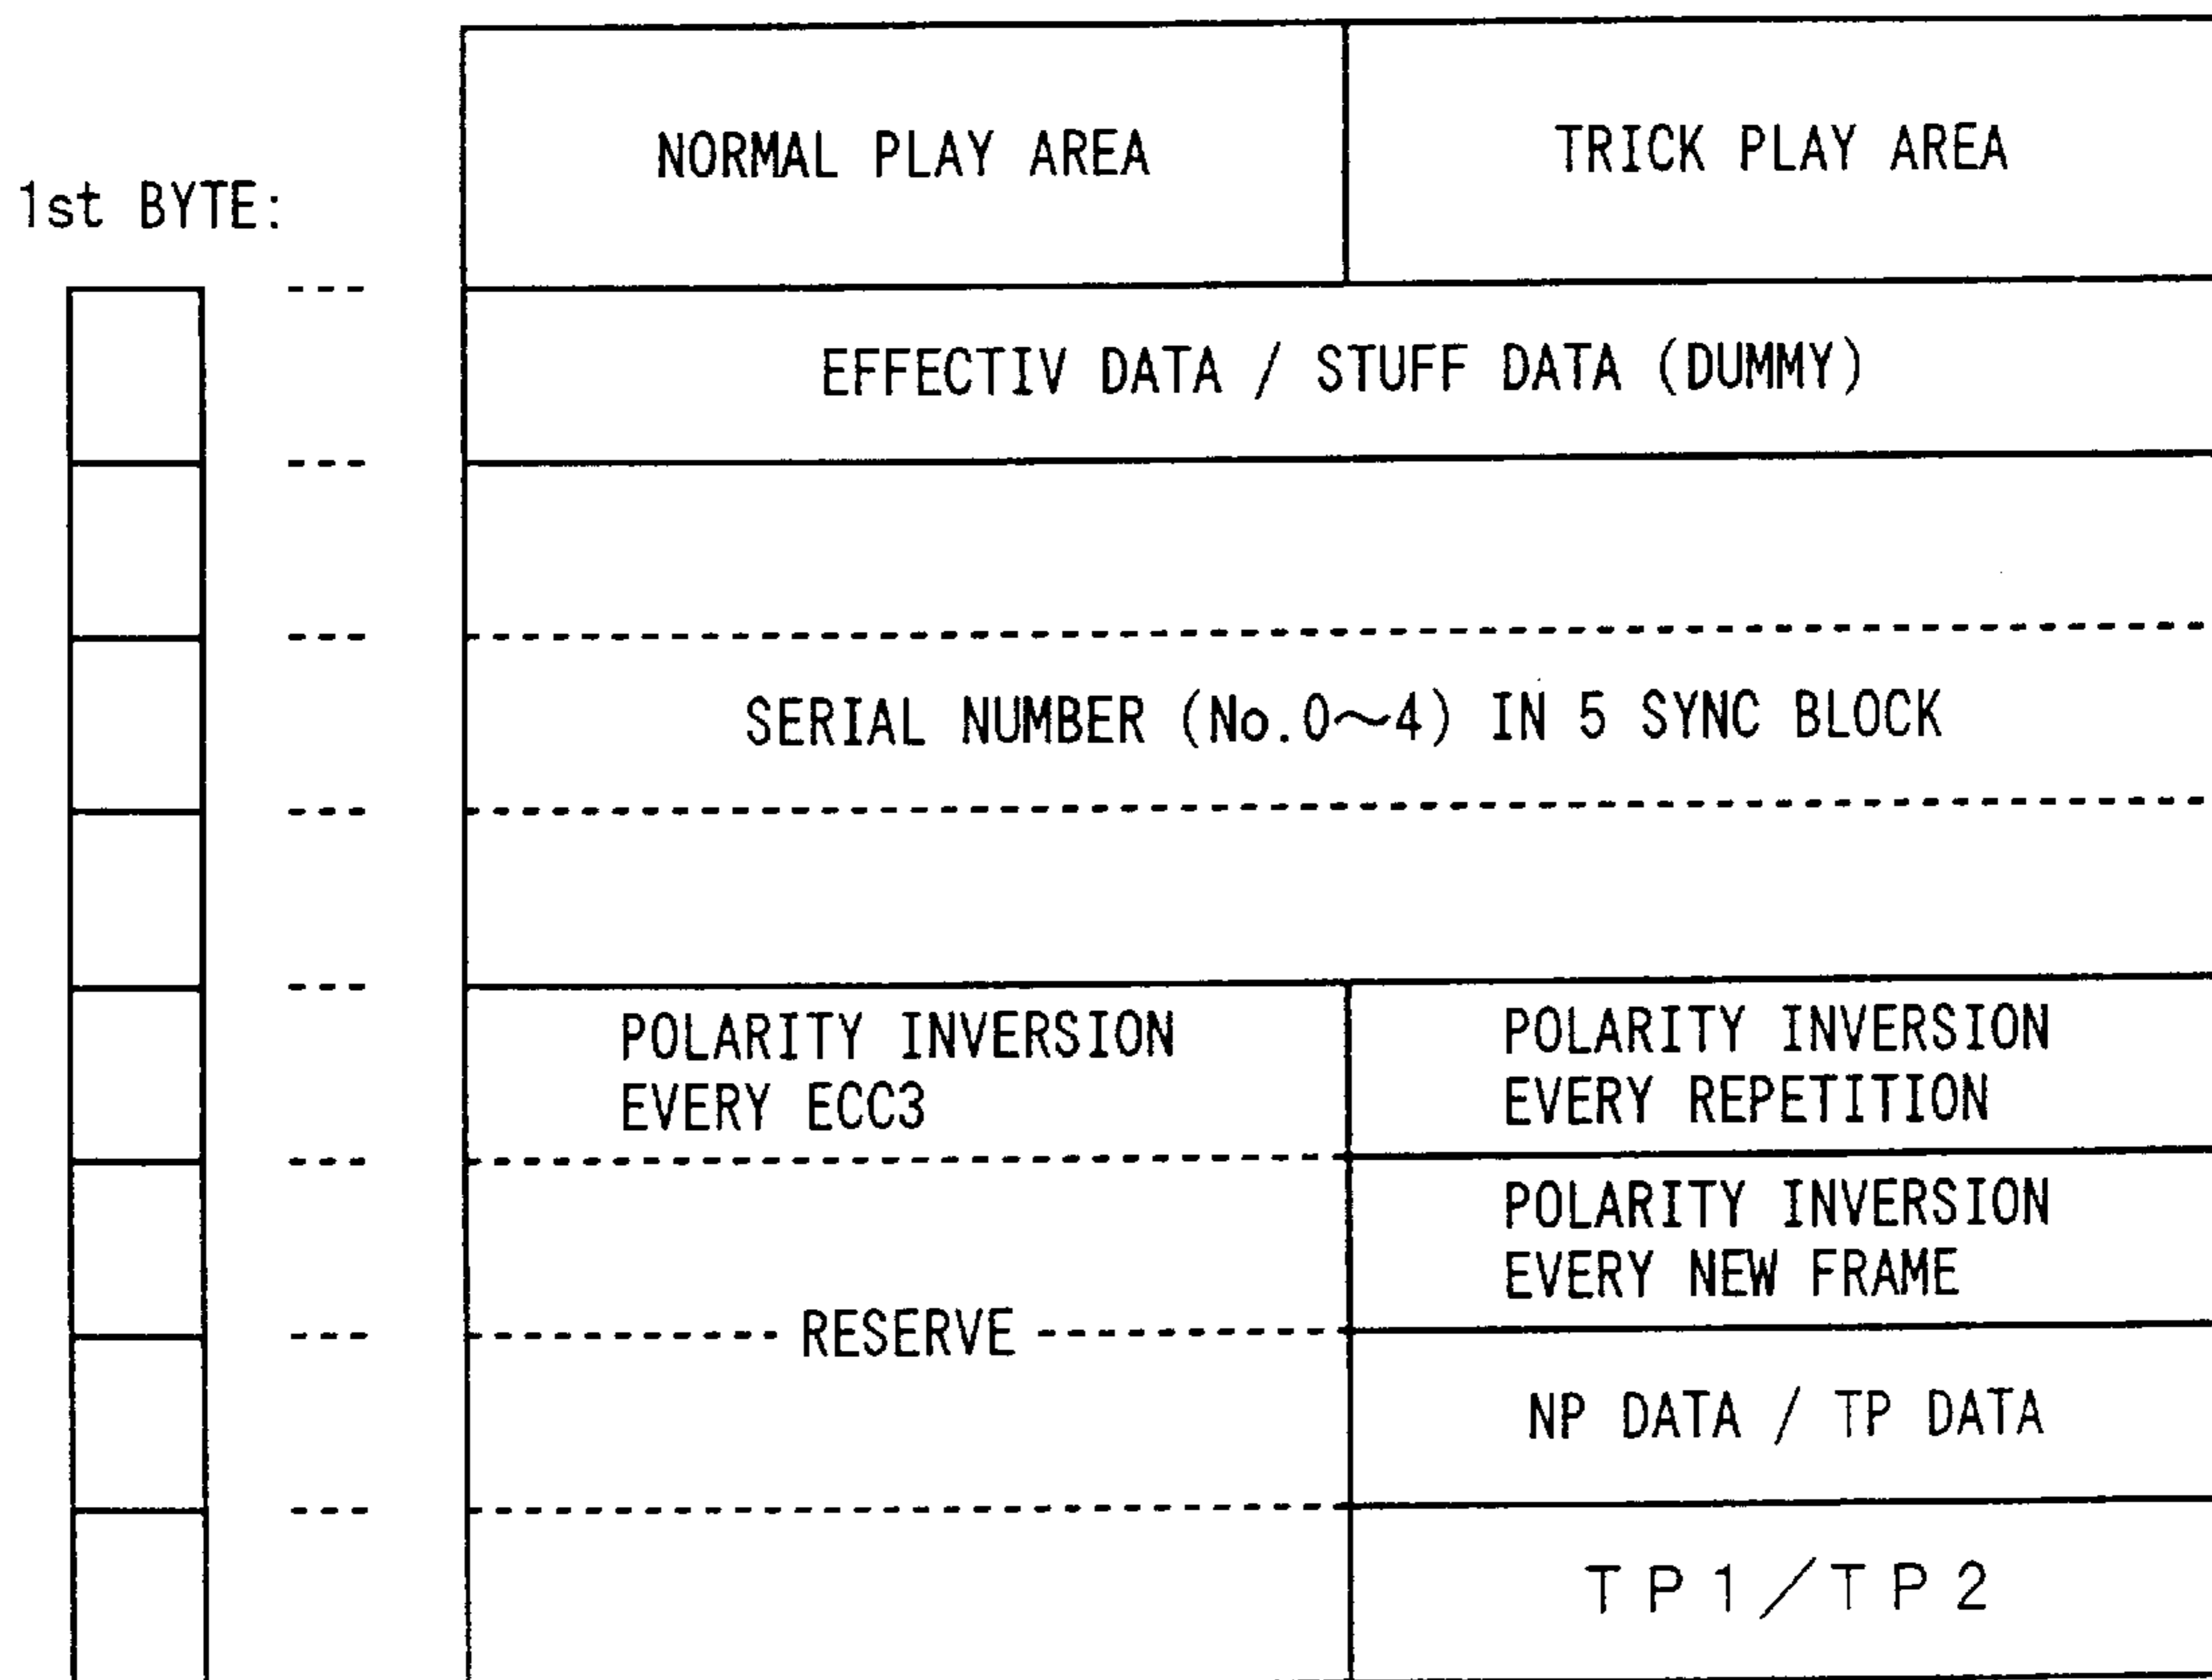 1st BYTE:
NORMAL PLAY AREA
TRICK PLAY AREA
EFFECTIV DATA / STUFF DATA (DUMMY)
SERIAL NUMBER (No.0〜4) IN 5 SYNC BLOCK
POLARITY INVERSION
EVERY ECC3
POLARITY INVERSION
EVERY REPETITION
RESERVE
POLARITY INVERSION
EVERY NEW FRAME
NP DATA / TP DATA
TP1/TP2